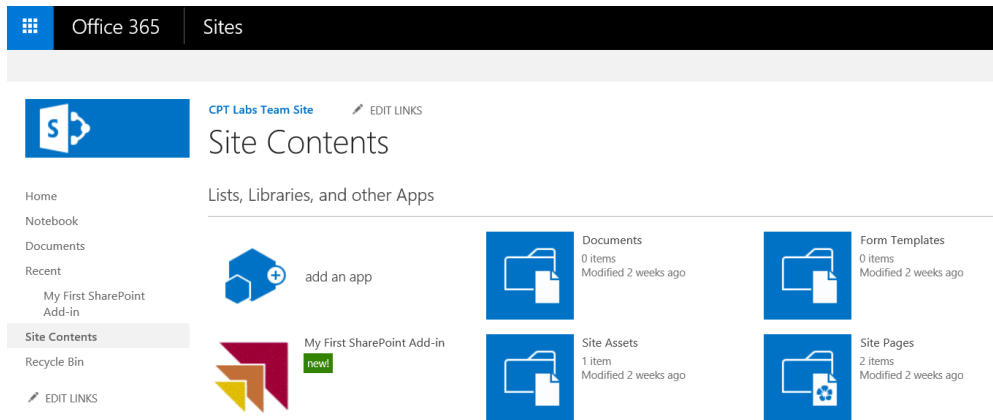 Office 365
Sites
CPT Labs Team Site
EDIT LINKS
Site Contents
Home
Notebook
Documents
Recent
My First SharePoint
Add-in
Site Contents
Recycle Bin
EDIT LINKS
Lists, Libraries, and other Apps
add an app
Documents
0 items
Modified 2 weeks ago
Form Templates
0 items
Modified 2 weeks ago
My First SharePoint Add-in
new!
Site Assets
1 item
Modified 2 weeks ago
Site Pages
2 items
Modified 2 weeks ago
S